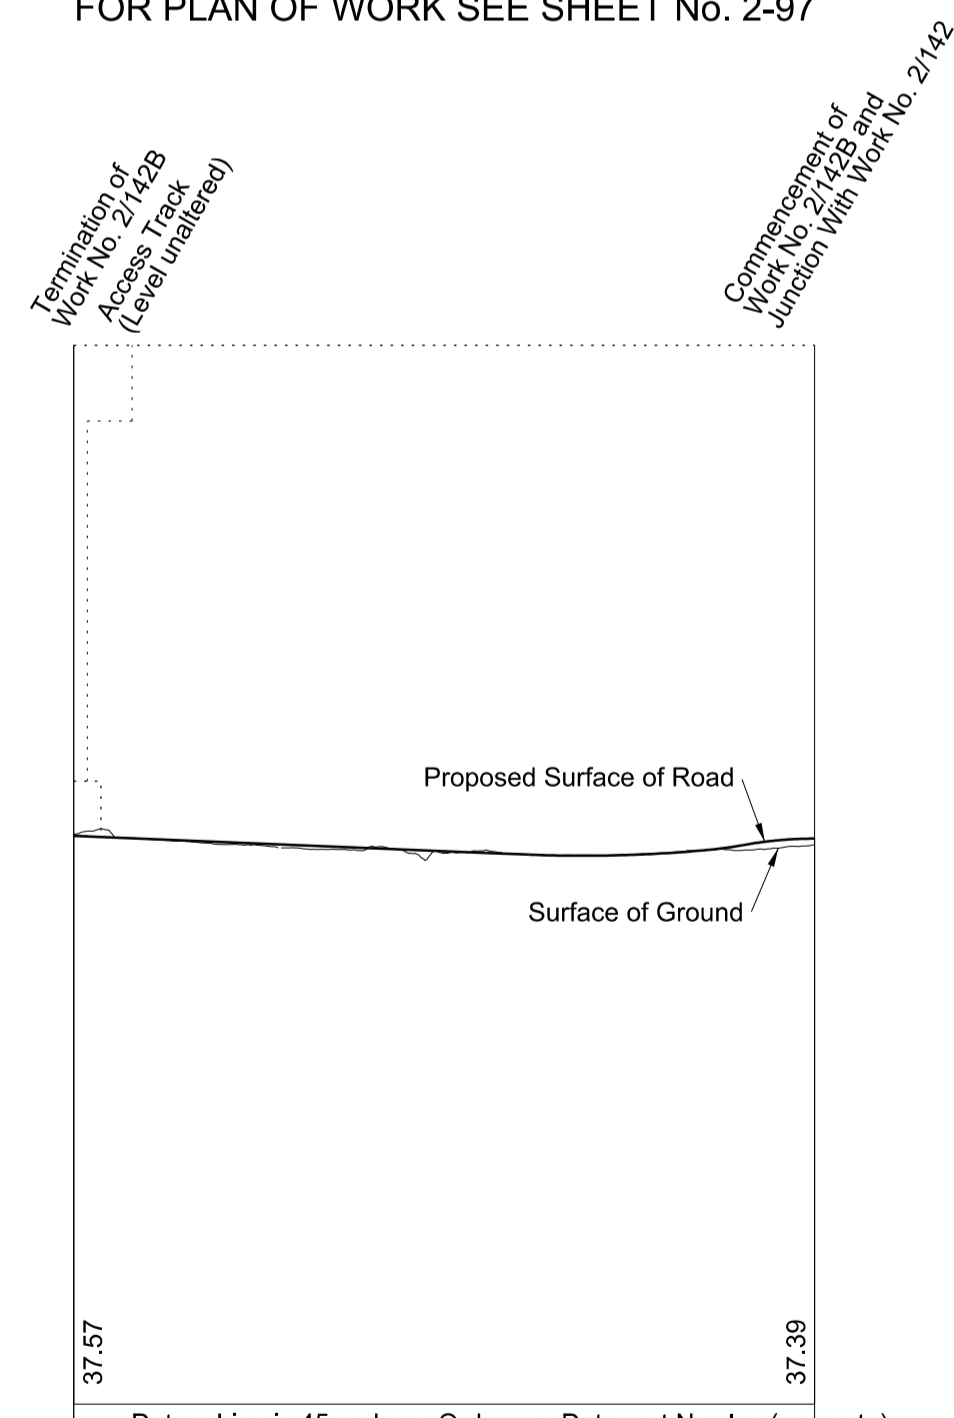 FOR PLAN OF WORK SEE SHEET No. 2-97
Termination of
Work No. 2/142B
Access Track
(Level unaltered)
Commencement of
Work No. 2/142B and
Junction With Work No. 2/142
Proposed Surface of Road
Surface of Ground
37.57
37.39